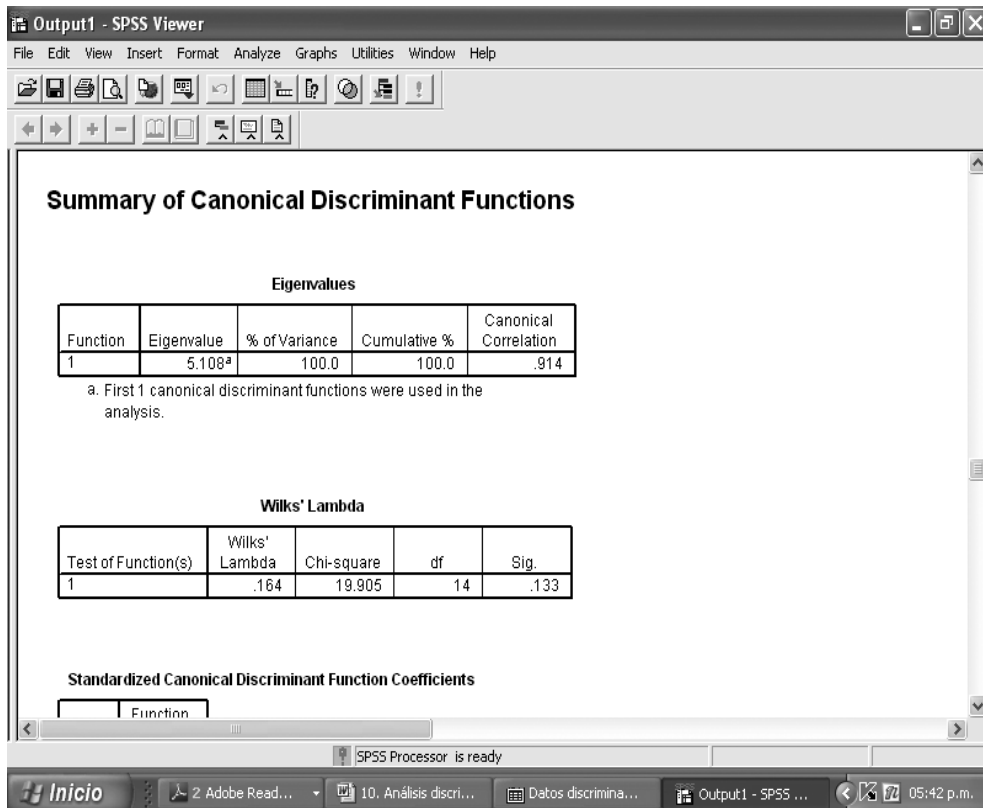 Output1 - SPSS Viewer
File Edit View Insert Format Analyze Graphs Utilities Window Help
Summary of Canonical Discriminant Functions
Eigenvalues
Function Eigenvalue % of Variance Cumulative % Canonical Correlation
1 5.108a 100.0 100.0 .914
a. First 1 canonical discriminant functions were used in the
analysis.
Wilks' Lambda
Test of Function(s) Wilks' Lambda Chi-square df Sig.
1 .164 19.905 14 .133
Standardized Canonical Discriminant Function Coefficients
Function
SPSS Processor is ready
Inicio 2 Adobe Read... 10. Análisis discri... Datos discrimina... Output1 - SPSS ... 05:42 p.m.